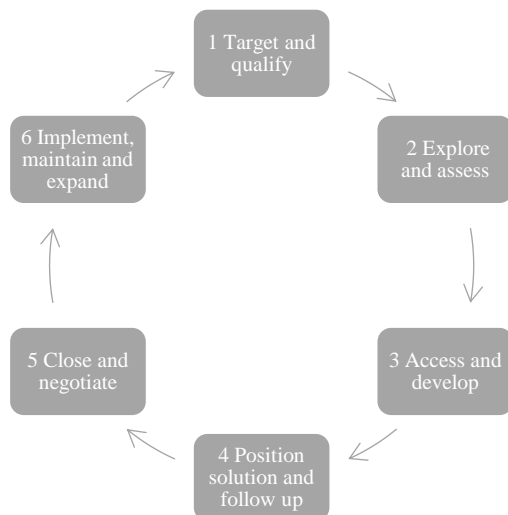 1 Target and
qualify
2 Explore
and assess
3 Access and
develop
4 Position
solution and
follow up
5 Close and
negotiate
6 Implement,
maintain and
expand